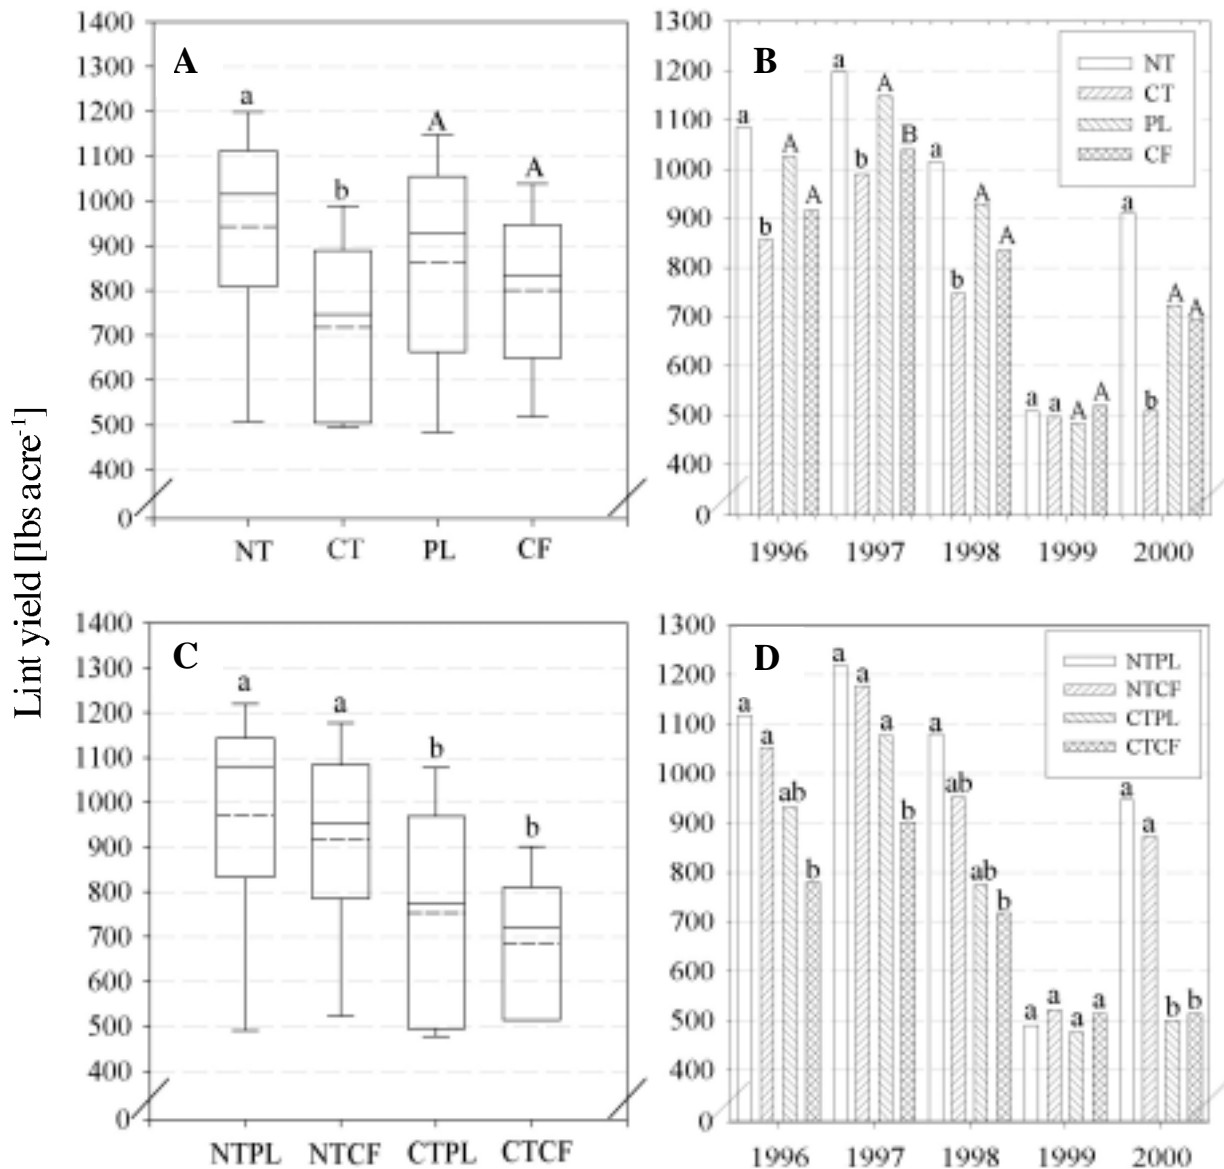 Lint yield [lbs acre-1]
A
1400
1300
1200
1100
1000
900
800
700
600
500
400
0
a
b
A
A
NT CT PL CF
B
1300
1200
1100
1000
900
800
700
600
500
400
0
NT
CT
PL
CF
a b A A
a b A B
a b A A
a a A A
a b A A
1996 1997 1998 1999 2000
C
1400
1300
1200
1100
1000
900
800
700
600
500
400
0
a
a
b
b
NTPL NTCF CTPL CTCF
D
1300
1200
1100
1000
900
800
700
600
500
400
0
NTPL
NTCF
CTPL
CTCF
a a ab b
a a a b
a ab ab b
a a a a
a a b b
1996 1997 1998 1999 2000